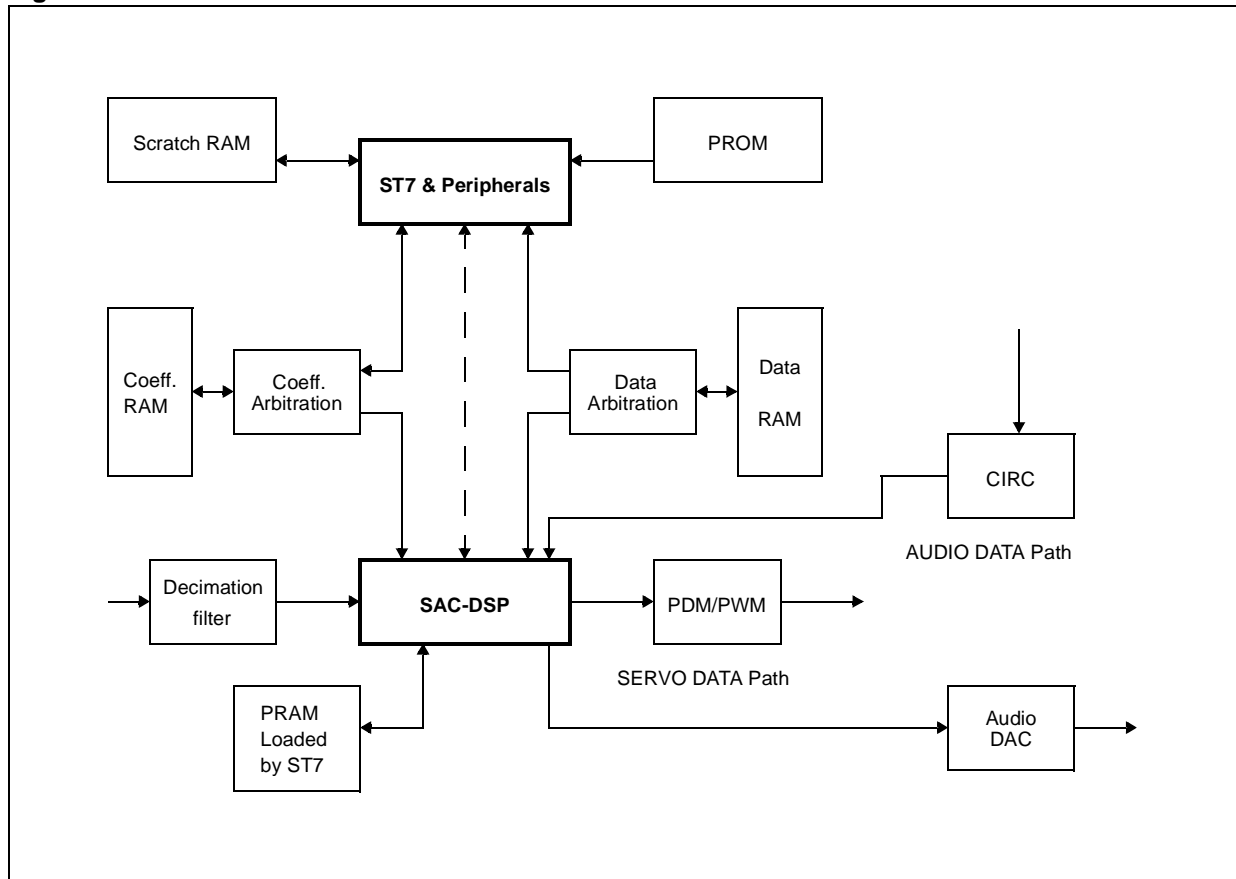 Scratch RAM
ST7 & Peripherals
PROM
Coeff.
RAM
Coeff.
Arbitration
Data
Arbitration
Data
RAM
CIRC
AUDIO DATA Path
Decimation
filter
SAC-DSP
PDM/PWM
SERVO DATA Path
PRAM
Loaded
by ST7
Audio
DAC